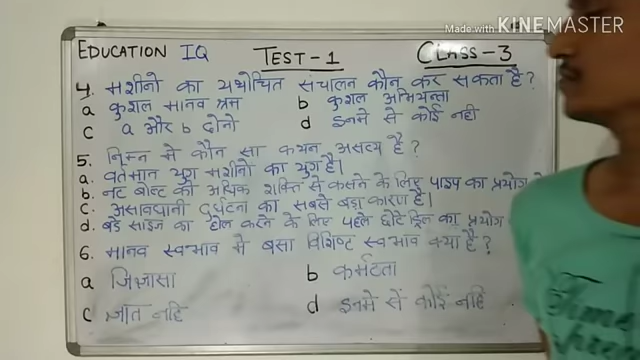 Made with KINEMASTER
EDUCATION IQ TEST-1 CLASS-3
4. मशीनो का यथोचित संचालन कौन कर सकता है?
a कुशल मानव श्रम b कुशल अभियन्ता
c a और b दोनो d इनमे से कोई नही
5. निम्न मे कौन सा कथन असत्य है?
a. वर्तमान युग मशीनो का युग है।
b. नट बोल्ट को अधिक शक्ति से कसने के लिए पाइप का प्रयोग
c. असावधानी दुर्घटना का सबसे बड़ा कारण है।
d. बडे साइज का होल करने के लिए पहले छोटे ड्रिल का प्रयोग
6. मानव स्वभाव मे बसा विशिष्ट स्वभाव क्या है?
a जिज्ञासा b कर्मठता
c ज्ञात नहि d इनमे से कोई नहि